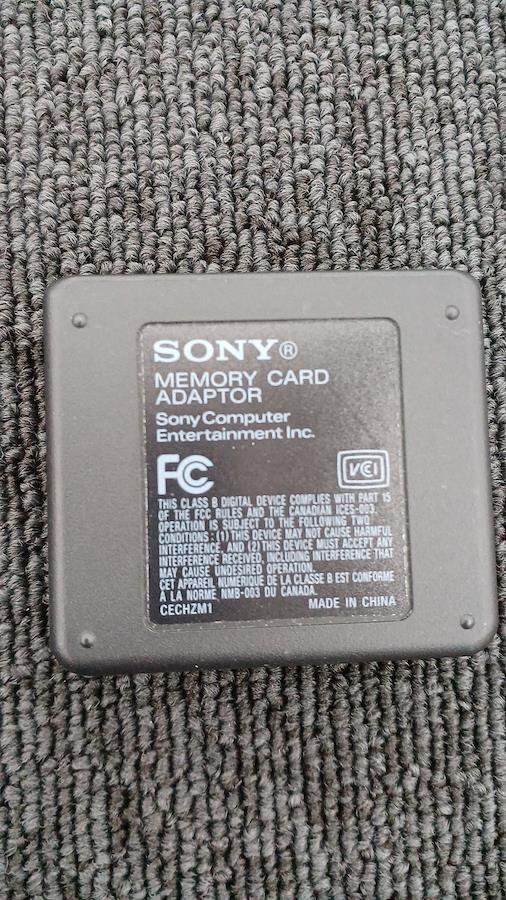 SONY®
MEMORY CARD
ADAPTOR
Sony Computer
Entertainment Inc.
FC
VCI
THIS CLASS B DIGITAL DEVICE COMPLIES WITH PART 15
OF THE FCC RULES AND THE CANADIAN ICES-003.
OPERATION IS SUBJECT TO THE FOLLOWING TWO
CONDITIONS : (1) THIS DEVICE MAY NOT CAUSE HARMFUL
INTERFERENCE, AND (2) THIS DEVICE MUST ACCEPT ANY
INTERFERENCE RECEIVED, INCLUDING INTERFERENCE THAT
MAY CAUSE UNDESIRED OPERATION.
CET APPAREIL NUMERIQUE DE LA CLASSE B EST CONFORME
À LA NORME NMB-003 DU CANADA.
CECHZM1 MADE IN CHINA